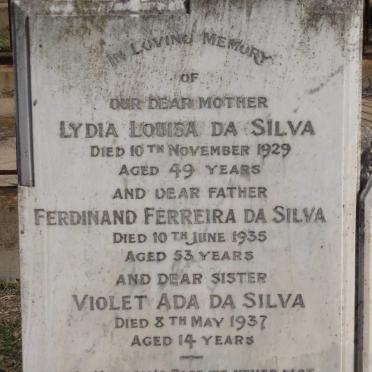 IN LOVING MEMORY
OF
OUR DEAR MOTHER
LYDIA LOUISA DA SILVA
DIED 10TH NOVEMBER 1929
AGED 49 YEARS
AND DEAR FATHER
FERDINAND FERREIRA DA SILVA
DIED 10TH JUNE 1935
AGED 53 YEARS
AND DEAR SISTER
VIOLET ADA DA SILVA
DIED 8TH MAY 1937
AGED 14 YEARS